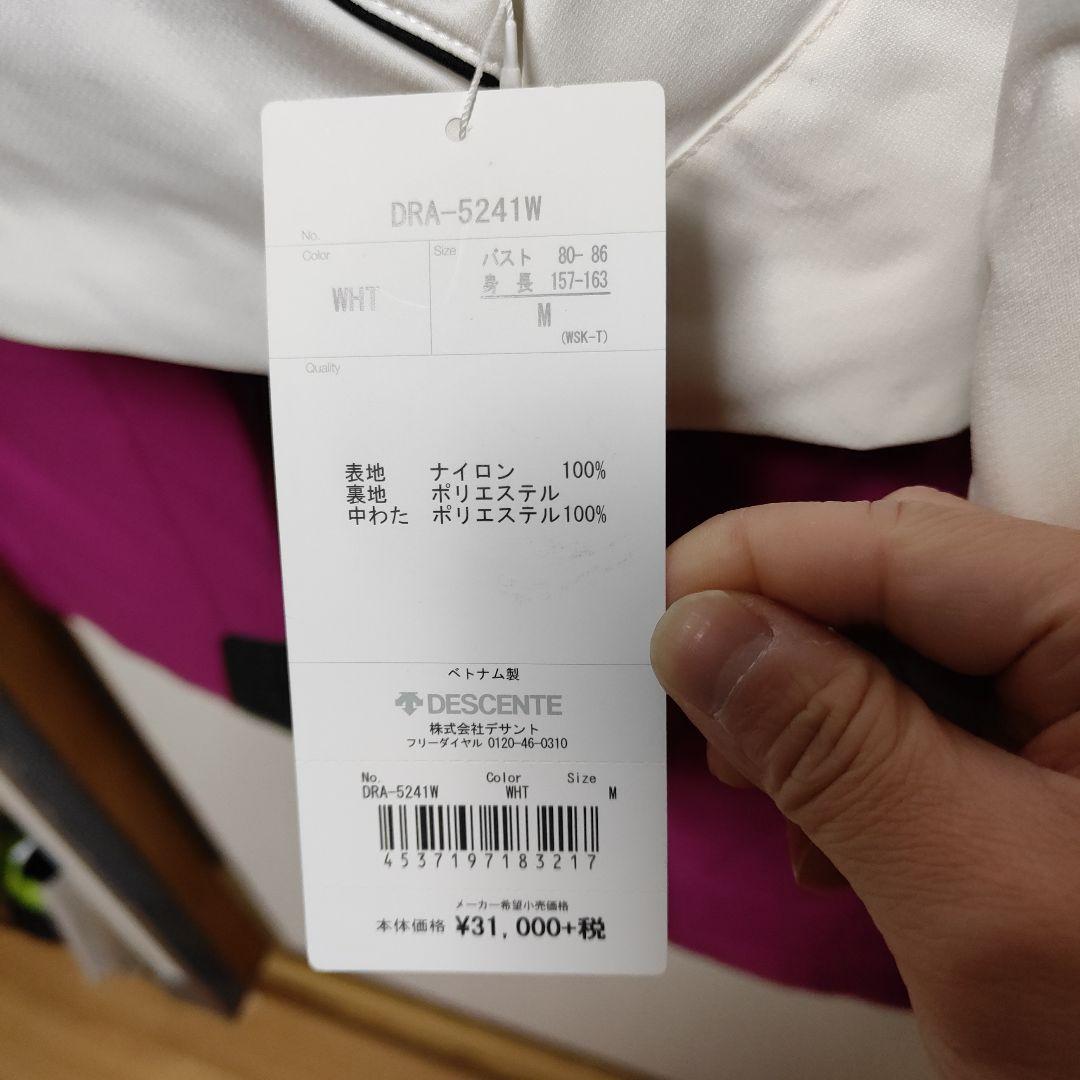 DRA-5241W
No.
Color
WHT
Size
バスト 80- 86
身 長 157-163
M
(WSK-T)
Quality
表地 ナイロン 100%
裏地 ポリエステル
中わた ポリエステル100%
ベトナム製
DESCENTE
株式会社デサント
フリーダイヤル 0120-46-0310
No. Color Size
DRA-5241W WHT M
4537197183217
メーカー希望小売価格
本体価格 ¥31,000+税